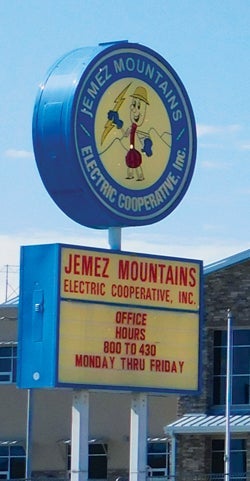 JEMEZ MOUNTAINS
ELECTRIC COOPERATIVE, INC.
JEMEZ MOUNTAINS
ELECTRIC COOPERATIVE, INC.
OFFICE
HOURS
800 TO 430
MONDAY THRU FRIDAY